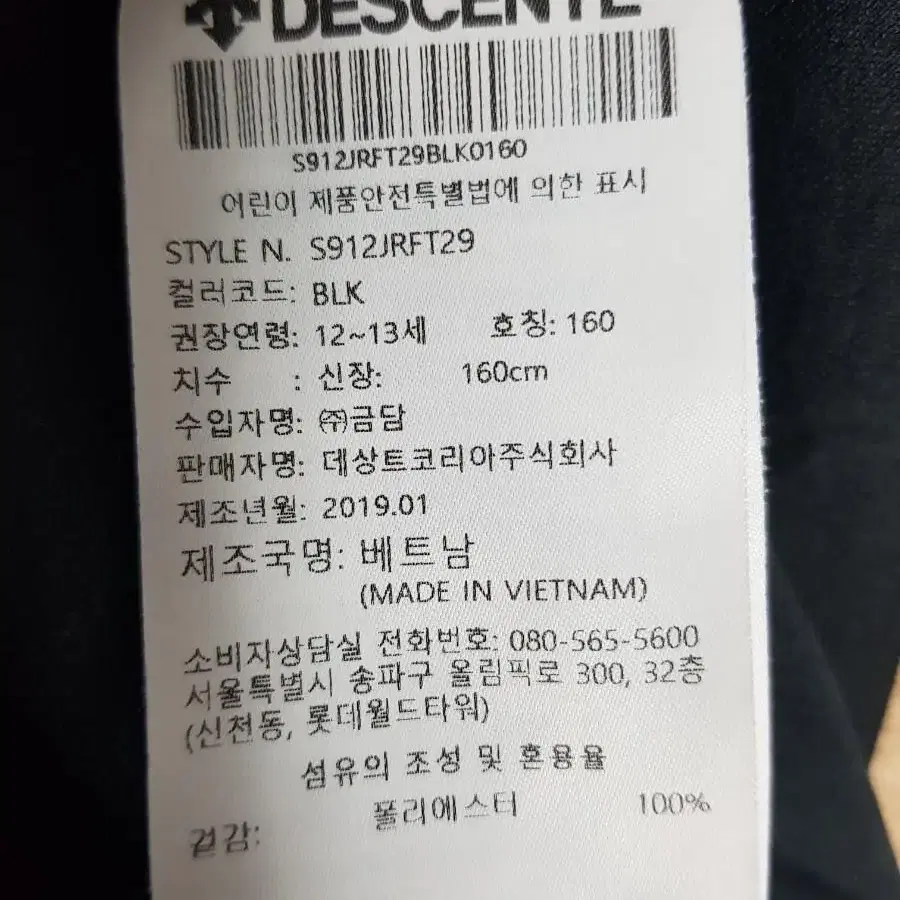 DESCENTE
S912JRFT29BLK0160
어린이 제품안전특별법에 의한 표시
STYLE N. S912JRFT29
컬러코드: BLK
권장연령: 12~13세 호칭: 160
치수 : 신장: 160cm
수입자명: ㈜금담
판매자명: 데상트코리아주식회사
제조년월: 2019.01
제조국명: 베트남
(MADE IN VIETNAM)
소비자상담실 전화번호: 080-565-5600
서울특별시 송파구 올림픽로 300, 32층
(신천동, 롯데월드타워)
섬유의 조성 및 혼용율
겉감: 폴리에스터 100%